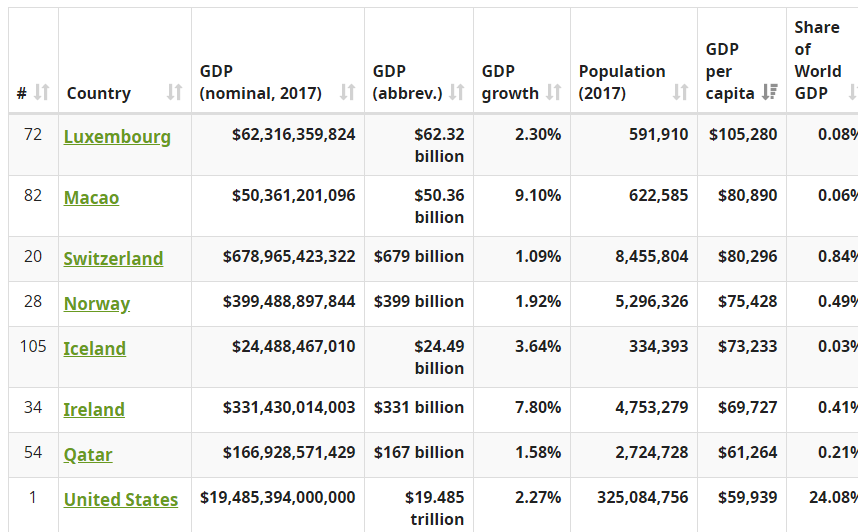 # Country GDP (nominal, 2017) GDP (abbrev.) GDP growth Population (2017) GDP per capita Share of World GDP
72 Luxembourg $62,316,359,824 $62.32 billion 2.30% 591,910 $105,280 0.08%
82 Macao $50,361,201,096 $50.36 billion 9.10% 622,585 $80,890 0.06%
20 Switzerland $678,965,423,322 $679 billion 1.09% 8,455,804 $80,296 0.84%
28 Norway $399,488,897,844 $399 billion 1.92% 5,296,326 $75,428 0.49%
105 Iceland $24,488,467,010 $24.49 billion 3.64% 334,393 $73,233 0.03%
34 Ireland $331,430,014,003 $331 billion 7.80% 4,753,279 $69,727 0.41%
54 Qatar $166,928,571,429 $167 billion 1.58% 2,724,728 $61,264 0.21%
1 United States $19,485,394,000,000 $19.485 trillion 2.27% 325,084,756 $59,939 24.08%